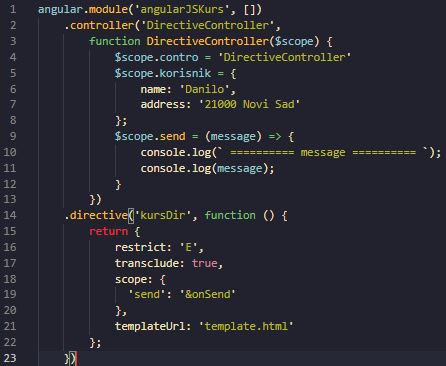 1 angular.module('angularJSKurs', [])
2     .controller('DirectiveController',
3         function DirectiveController($scope) {
4             $scope.contro = 'DirectiveController'
5             $scope.korisnik = {
6                 name: 'Danilo',
7                 address: '21000 Novi Sad'
8             };
9             $scope.send = (message) => {
10                 console.log(` ========== message ========== `);
11                 console.log(message);
12             }
13         })
14     .directive('kursDir', function () {
15         return {
16             restrict: 'E',
17             transclude: true,
18             scope: {
19               'send': '&onSend'
20             },
21             templateUrl: 'template.html'
22         };
23     })